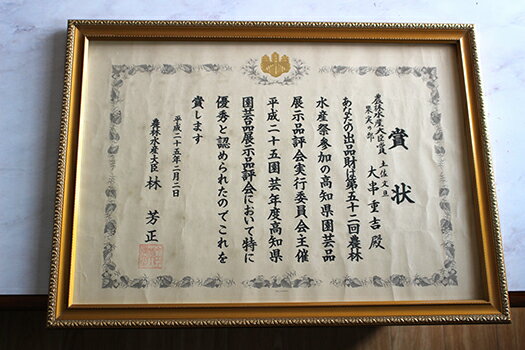 賞状
農林水産大臣賞 土佐文旦
果実の部
大串重吉殿
あなたの出品財は第五十二回農林
水産祭参加の高知県園芸品
展示品評会実行委員会主催
平成二十五園芸年度高知県
園芸品展示品評会において特に
優秀と認められたのでこれを
賞します
平成二十五年二月二日
農林水産大臣 林芳正